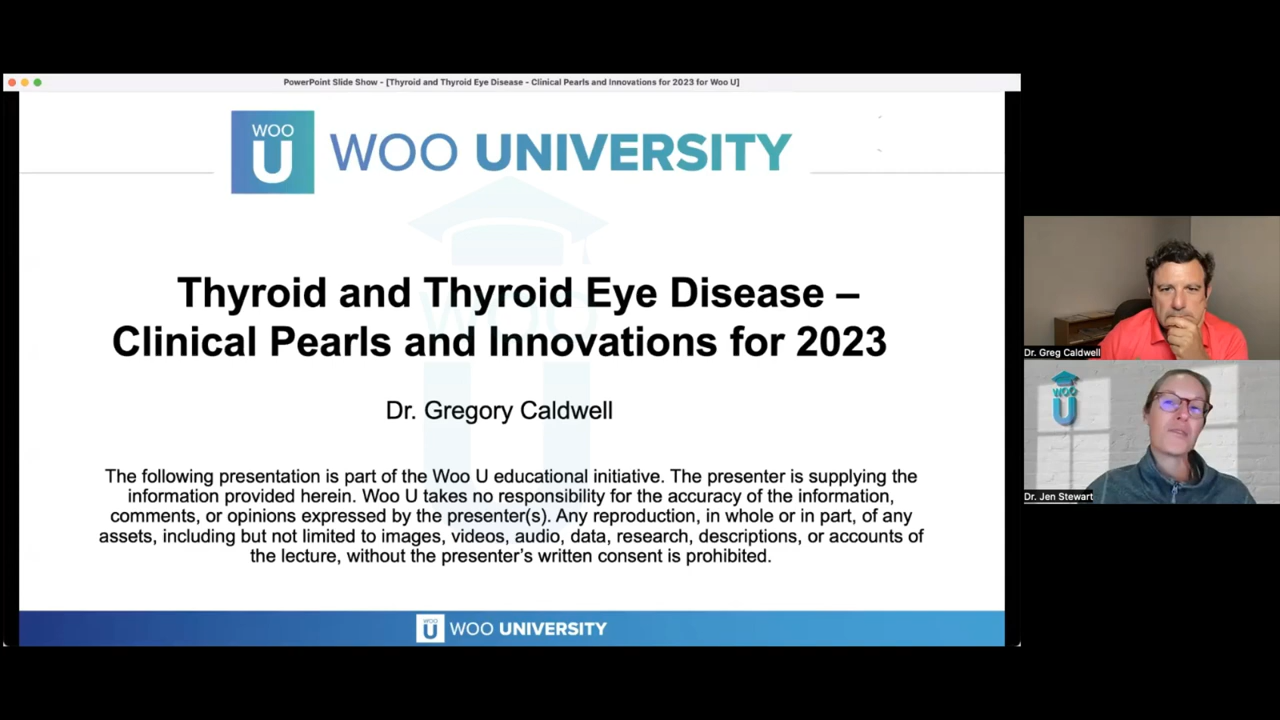 PowerPoint Slide Show - [Thyroid and Thyroid Eye Disease - Clinical Pearls and Innovations for 2023 for Woo U]
WOO
U
WOO UNIVERSITY
Thyroid and Thyroid Eye Disease –
Clinical Pearls and Innovations for 2023
Dr. Gregory Caldwell
The following presentation is part of the Woo U educational initiative. The presenter is supplying the
information provided herein. Woo U takes no responsibility for the accuracy of the information,
comments, or opinions expressed by the presenter(s). Any reproduction, in whole or in part, of any
assets, including but not limited to images, videos, audio, data, research, descriptions, or accounts of
the lecture, without the presenter’s written consent is prohibited.
WOO
U
WOO UNIVERSITY
Dr. Greg Caldwell
WOO
U
Dr. Jen Stewart